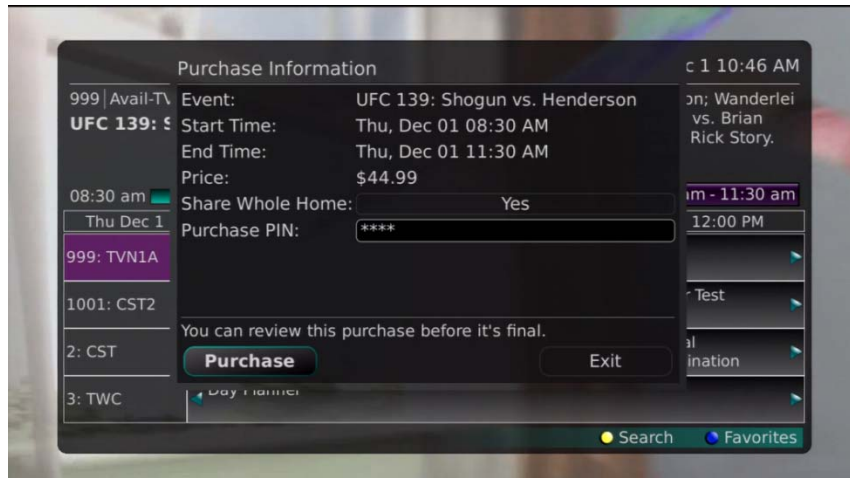 Purchase Information
c 1 10:46 AM
999 Avail-TV
UFC 139: S
on; Wanderlei
vs. Brian
Rick Story.
Event: UFC 139: Shogun vs. Henderson
Start Time: Thu, Dec 01 08:30 AM
End Time: Thu, Dec 01 11:30 AM
Price: $44.99
Share Whole Home: Yes
Purchase PIN: ****
08:30 am
am - 11:30 am
Thu Dec 1
12:00 PM
999: TVN1A
1001: CST2
r Test
You can review this purchase before it's final.
2: CST
al
ination
Purchase
Exit
3: TWC
Day Planner
Search
Favorites